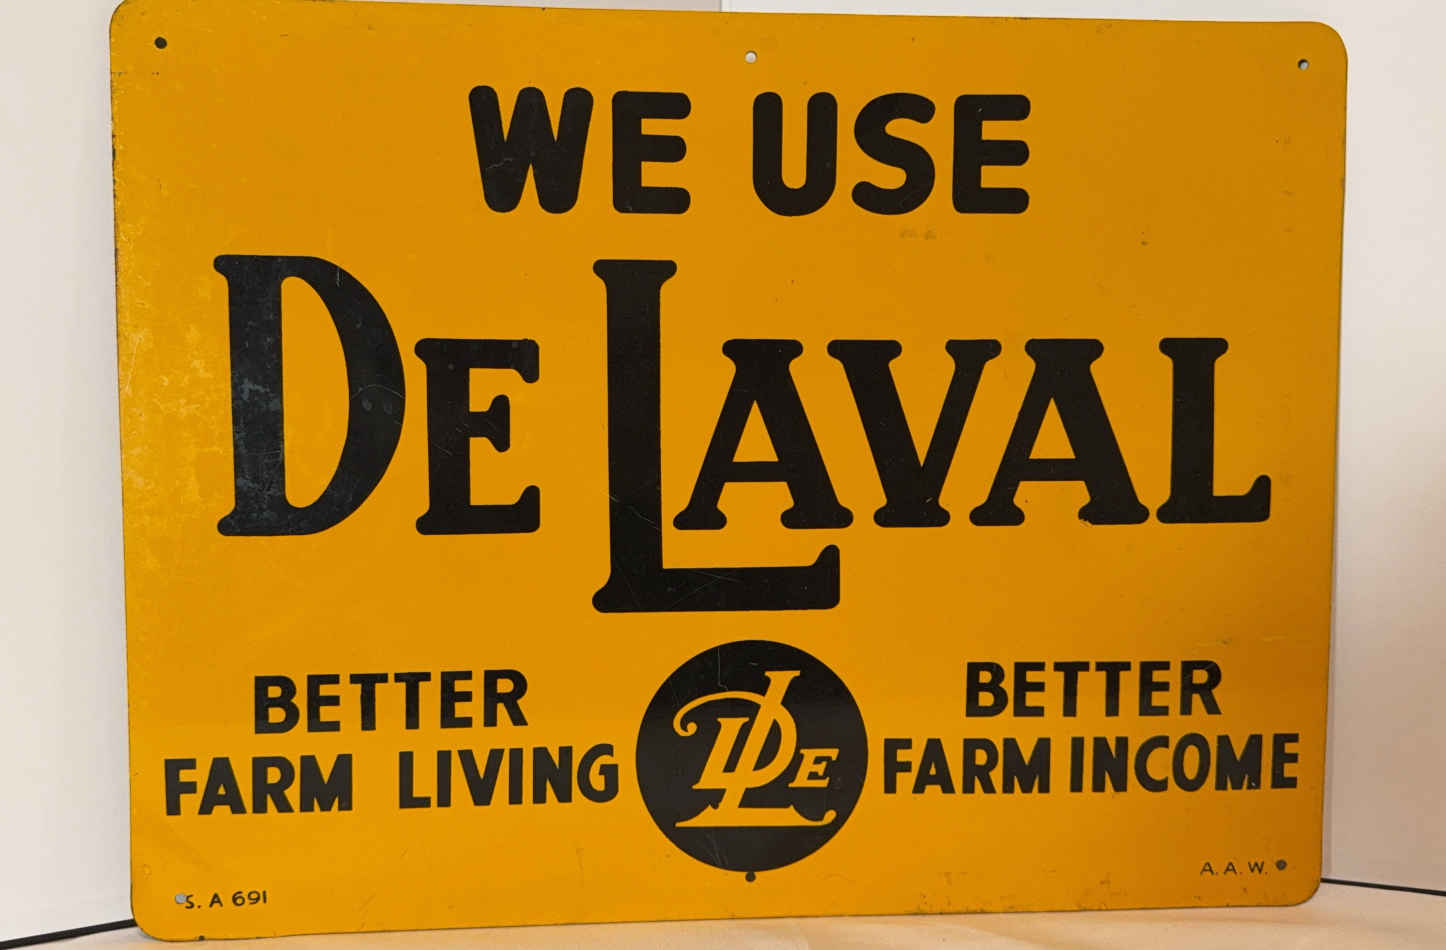 WE USE
DE LAVAL
BETTER
FARM LIVING
DLE
BETTER
FARM INCOME
S. A 691
A. A. W.